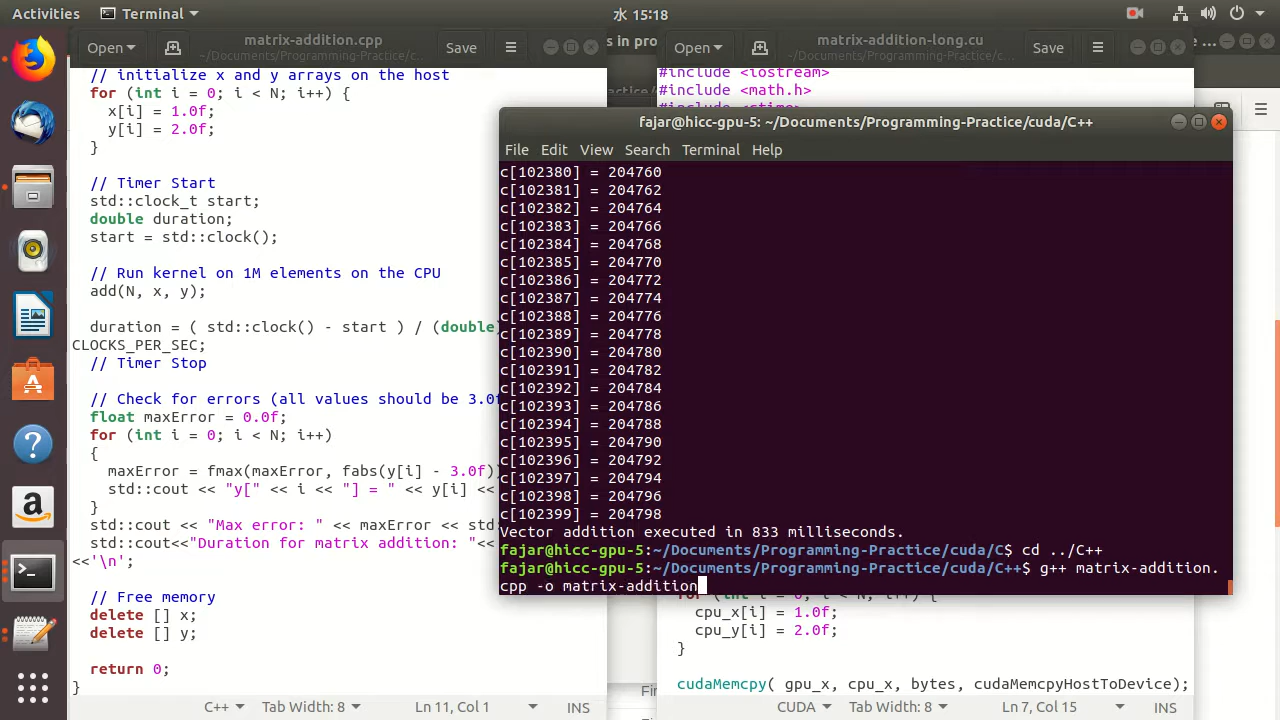 Activities
Terminal
水 15:18
Open
matrix-addition.cpp
~/Documents/Programming-Practice/c...
Save
// initialize x and y arrays on the host
for (int i = 0; i < N; i++) {
x[i] = 1.0f;
y[i] = 2.0f;
}
// Timer Start
std::clock_t start;
double duration;
start = std::clock();
// Run kernel on 1M elements on the CPU
add(N, x, y);
duration = ( std::clock() - start ) / (double)
CLOCKS_PER_SEC;
// Timer Stop
// Check for errors (all values should be 3.0f
float maxError = 0.0f;
for (int i = 0; i < N; i++)
{
maxError = fmax(maxError, fabs(y[i] - 3.0f)
std::cout << "y[" << i << "] = " << y[i] <<
}
std::cout << "Max error: " << maxError << std
std::cout<<"Duration for matrix addition: "<<
<<'\n';
// Free memory
delete [] x;
delete [] y;
return 0;
}
C++
Tab Width: 8
Ln 11, Col 1
INS
s in pro
Open
matrix-addition-long.cu
~/Documents/Programming-Practice/c...
Save
#include <iostream>
#include <math.h>
#include <ctime>
fajar@hicc-gpu-5: ~/Documents/Programming-Practice/cuda/C++
File Edit View Search Terminal Help
c[102380] = 204760
c[102381] = 204762
c[102382] = 204764
c[102383] = 204766
c[102384] = 204768
c[102385] = 204770
c[102386] = 204772
c[102387] = 204774
c[102388] = 204776
c[102389] = 204778
c[102390] = 204780
c[102391] = 204782
c[102392] = 204784
c[102393] = 204786
c[102394] = 204788
c[102395] = 204790
c[102396] = 204792
c[102397] = 204794
c[102398] = 204796
c[102399] = 204798
Vector addition executed in 833 milliseconds.
fajar@hicc-gpu-5:~/Documents/Programming-Practice/cuda/C$ cd ../C++
fajar@hicc-gpu-5:~/Documents/Programming-Practice/cuda/C++$ g++ matrix-addition.
cpp -o matrix-addition
for (int i = 0; i < N; i++) {
cpu_x[i] = 1.0f;
cpu_y[i] = 2.0f;
}
cudaMemcpy( gpu_x, cpu_x, bytes, cudaMemcpyHostToDevice);
CUDA
Tab Width: 8
Ln 7, Col 15
INS